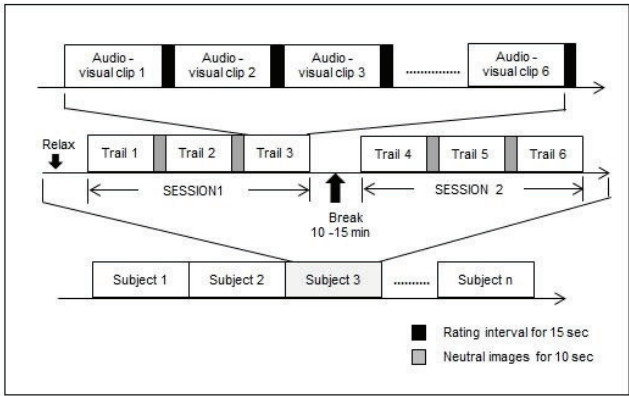 Audio - visual clip 1
Audio - visual clip 2
Audio - visual clip 3
..............
Audio - visual clip 6
Relax
Trail 1
Trail 2
Trail 3
Trail 4
Trail 5
Trail 6
SESSION1
SESSION 2
Break
10 -15 min
Subject 1
Subject 2
Subject 3
..........
Subject n
Rating interval for 15 sec
Neutral images for 10 sec